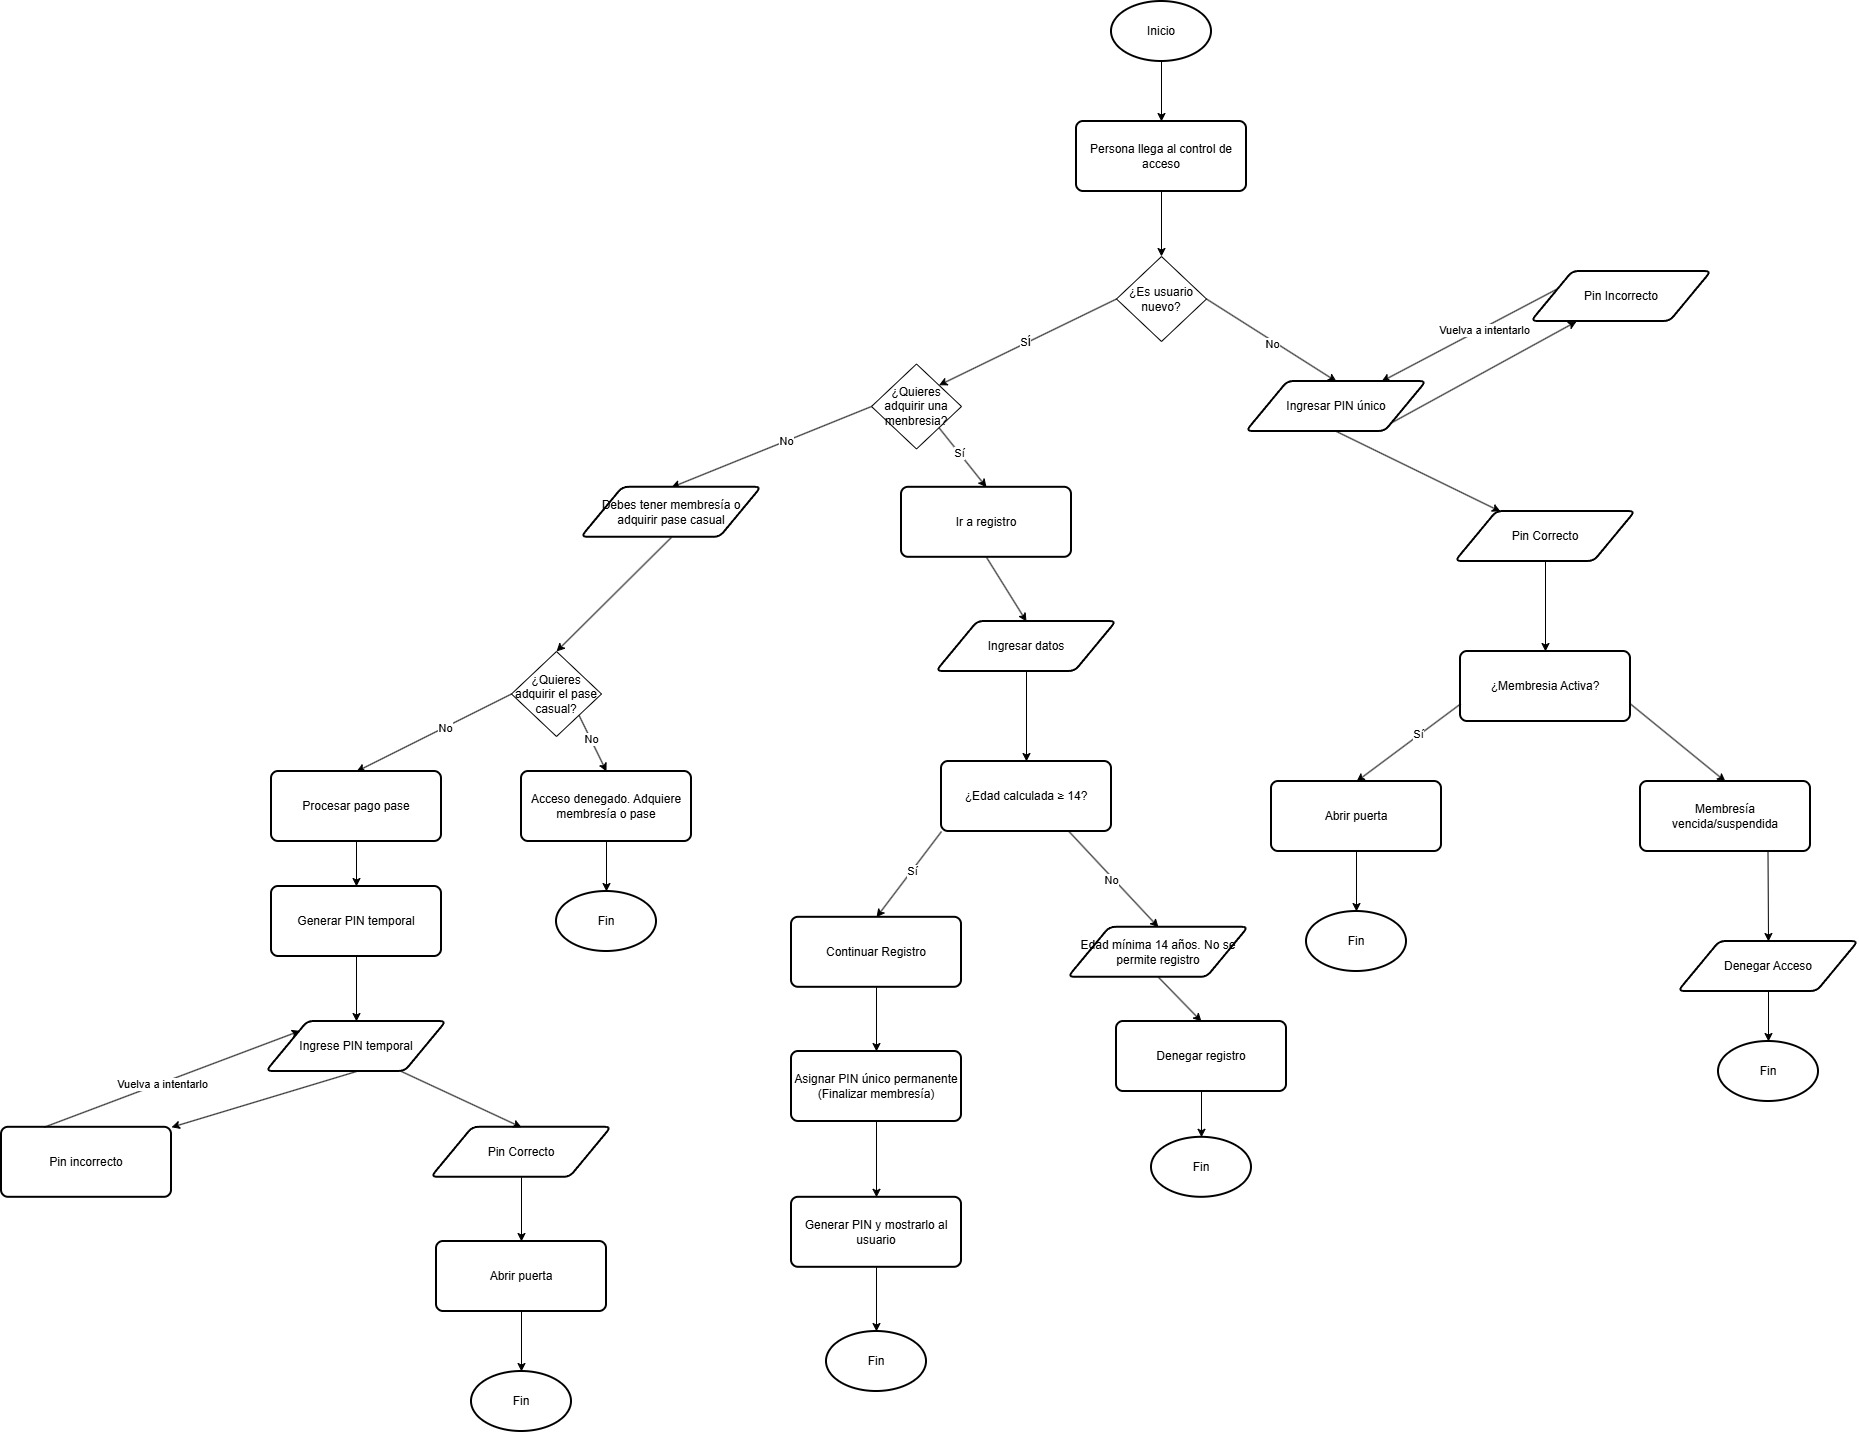 Inicio
Persona llega al control de
acceso
¿Es usuario
nuevo?
Pin Incorrecto
Vuelva a intentarlo
SÍ
No
¿Quieres
adquirir una
menbresia?
Ingresar PIN único
No
Sí
Debes tener membresía o
adquirir pase casual
Ir a registro
Pin Correcto
Ingresar datos
¿Quieres
adquirir el pase
casual?
¿Membresia Activa?
No
No
Sí
Procesar pago pase
Acceso denegado. Adquiere
membresía o pase
¿Edad calculada ≥ 14?
Abrir puerta
Membresía
vencida/suspendida
Sí
No
Generar PIN temporal
Fin
Continuar Registro
Edad mínima 14 años. No se
permite registro
Fin
Denegar Acceso
Ingrese PIN temporal
Vuelva a intentarlo
Asignar PIN único permanente
(Finalizar membresía)
Denegar registro
Fin
Pin incorrecto
Pin Correcto
Fin
Generar PIN y mostrarlo al
usuario
Abrir puerta
Fin
Fin